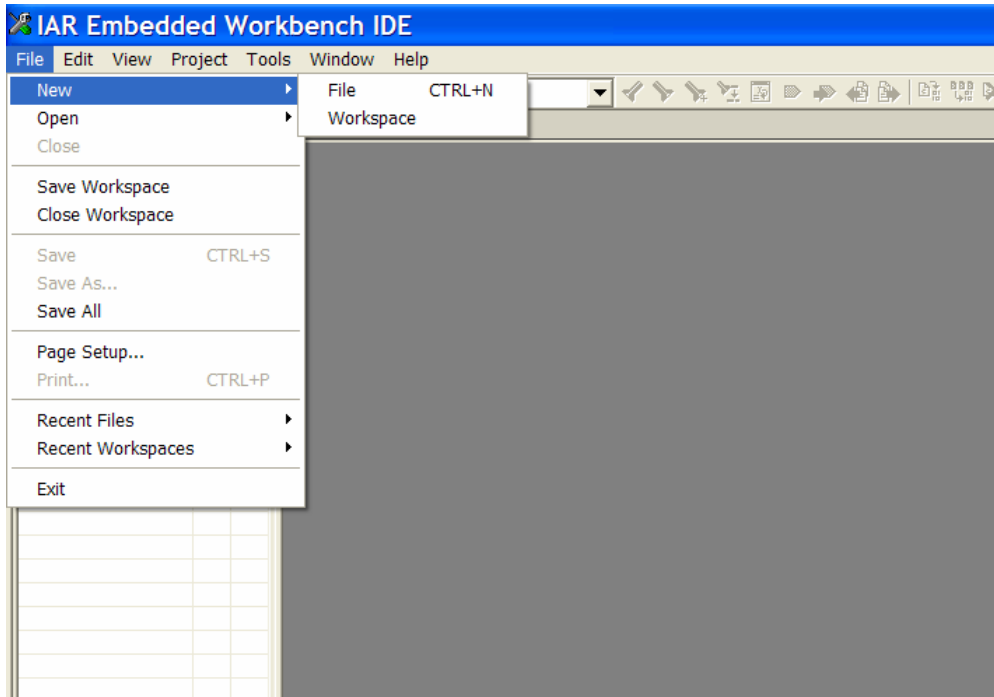 IAR Embedded Workbench IDE
File Edit View Project Tools Window Help
New
File CTRL+N
Open
Workspace
Close
Save Workspace
Close Workspace
Save CTRL+S
Save As...
Save All
Page Setup...
Print... CTRL+P
Recent Files
Recent Workspaces
Exit